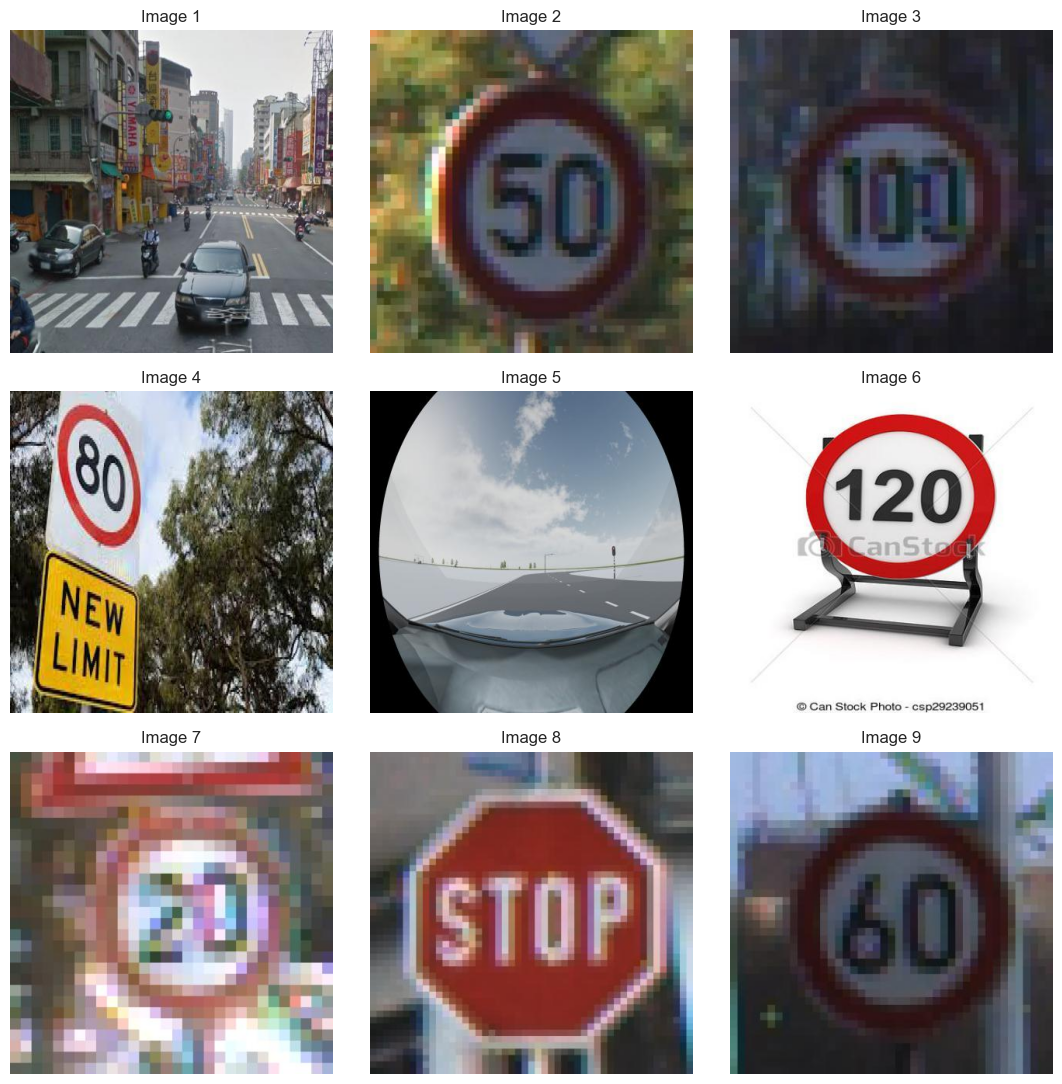 Image 1
Image 2
Image 3
YAMAHA
50
100
Image 4
Image 5
Image 6
80
NEW
LIMIT
120
CanStock
© Can Stock Photo - csp29239051
Image 7
Image 8
Image 9
20
STOP
60